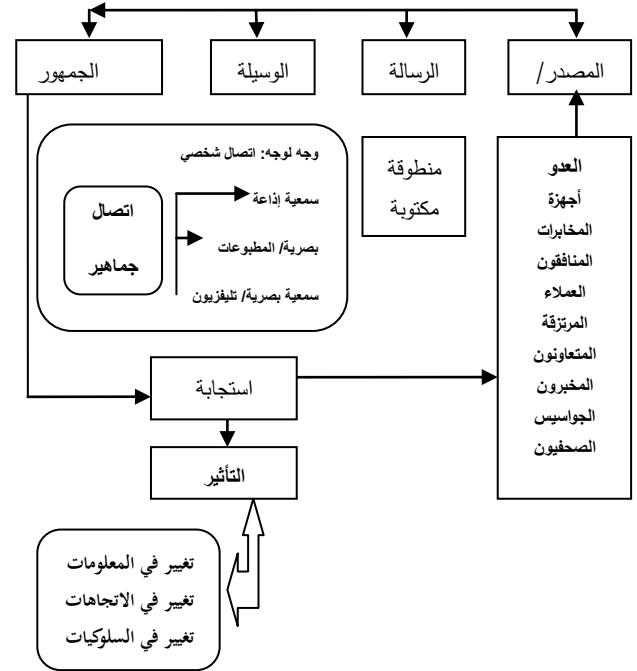 المصدر/
الرسالة
الوسيلة
الجمهور
العدو
أجهزة
المخابرات
المنافقون
العملاء
المرتزقة
المتعاونون
المخبرون
الجواسيس
الصحفيون
منطوقة
مكتوبة
وجه لوجه: اتصال شخصي
سمعية إذاعة
بصرية/ المطبوعات
سمعية بصرية/ تليفزيون
اتصال
جماهير
استجابة
التأثير
تغيير في المعلومات
تغيير في الاتجاهات
تغيير في السلوكيات